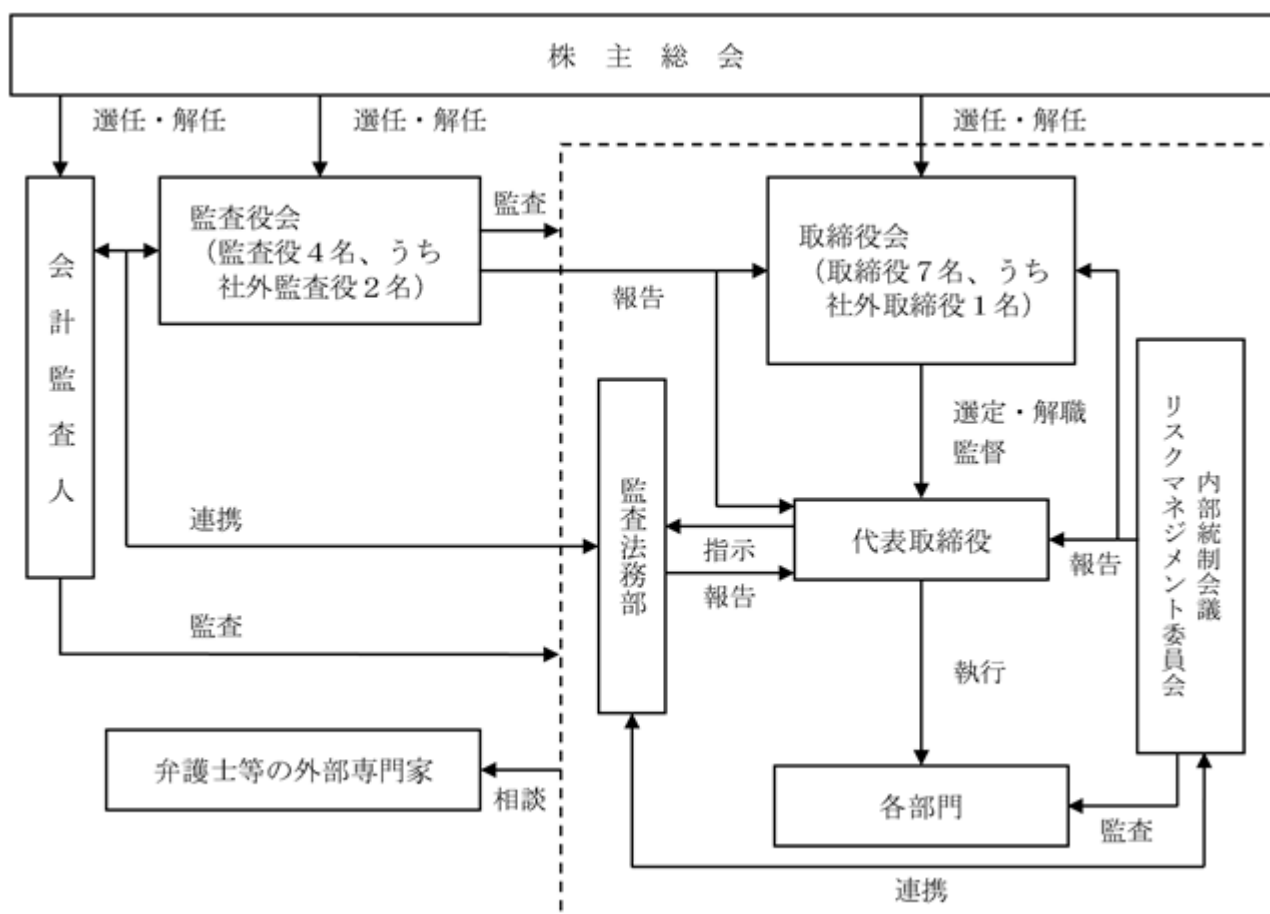 株主総会
選任・解任
選任・解任
選任・解任
会計監査人
監査役会
（監査役４名、うち
社外監査役２名）
監査
報告
取締役会
（取締役７名、うち
社外取締役１名）
選定・解職
監督
監査法務部
連携
指示
報告
代表取締役
報告
内部統制会議
リスクマネジメント委員会
監査
執行
弁護士等の外部専門家
相談
各部門
監査
連携